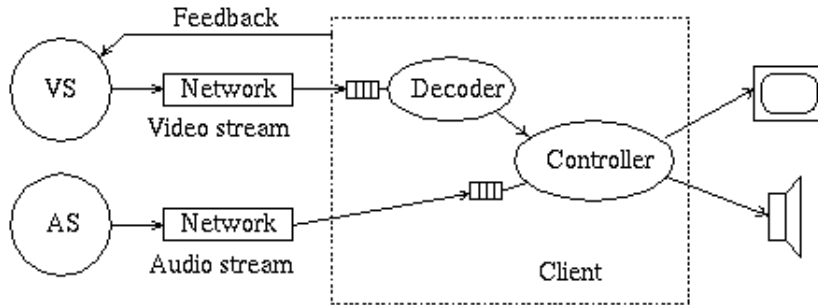 Feedback
VS
Network
Decoder
Video stream
Controller
AS
Network
Audio stream
Client